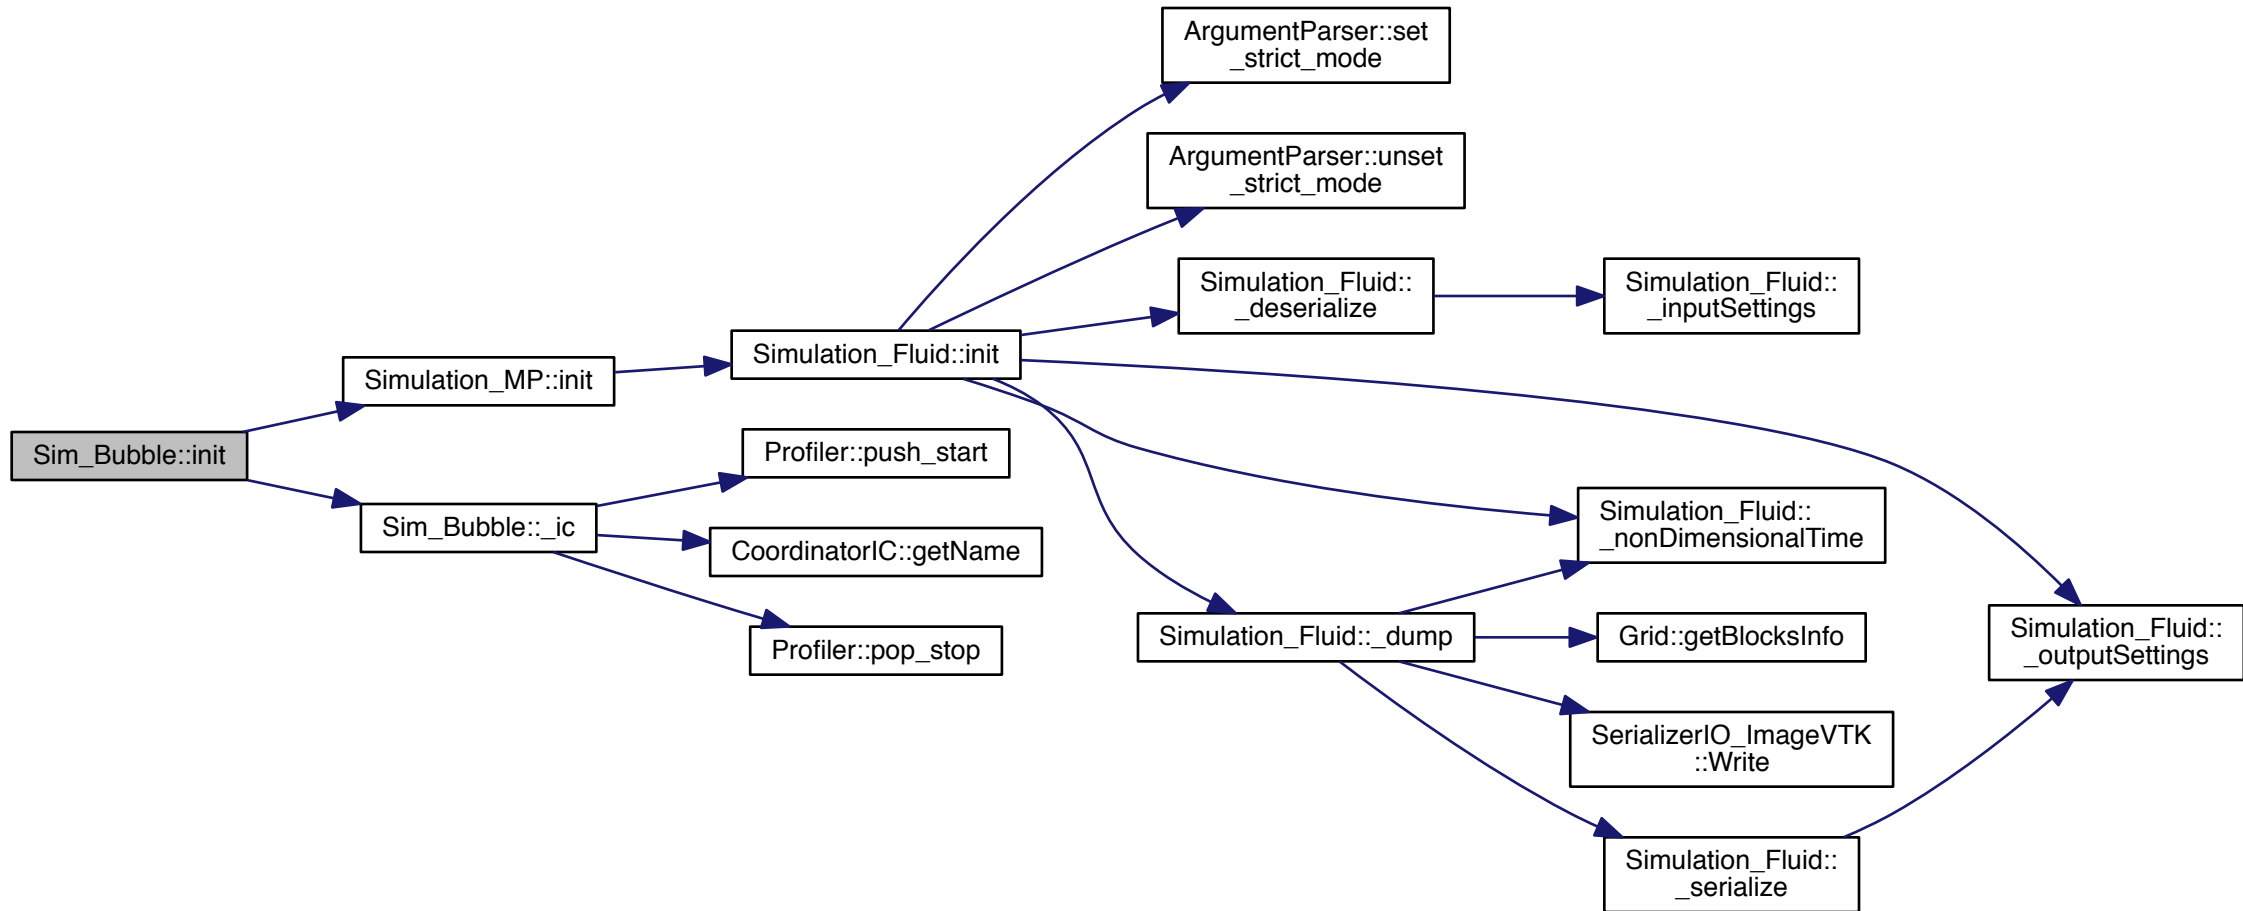 Sim_Bubble::init
Simulation_MP::init
Sim_Bubble::_ic
Simulation_Fluid::init
Profiler::push_start
CoordinatorIC::getName
Profiler::pop_stop
ArgumentParser::set
_strict_mode
ArgumentParser::unset
_strict_mode
Simulation_Fluid::
_deserialize
Simulation_Fluid::_dump
Simulation_Fluid::
_inputSettings
Simulation_Fluid::
_nonDimensionalTime
Grid::getBlocksInfo
SerializerIO_ImageVTK
::Write
Simulation_Fluid::
_serialize
Simulation_Fluid::
_outputSettings